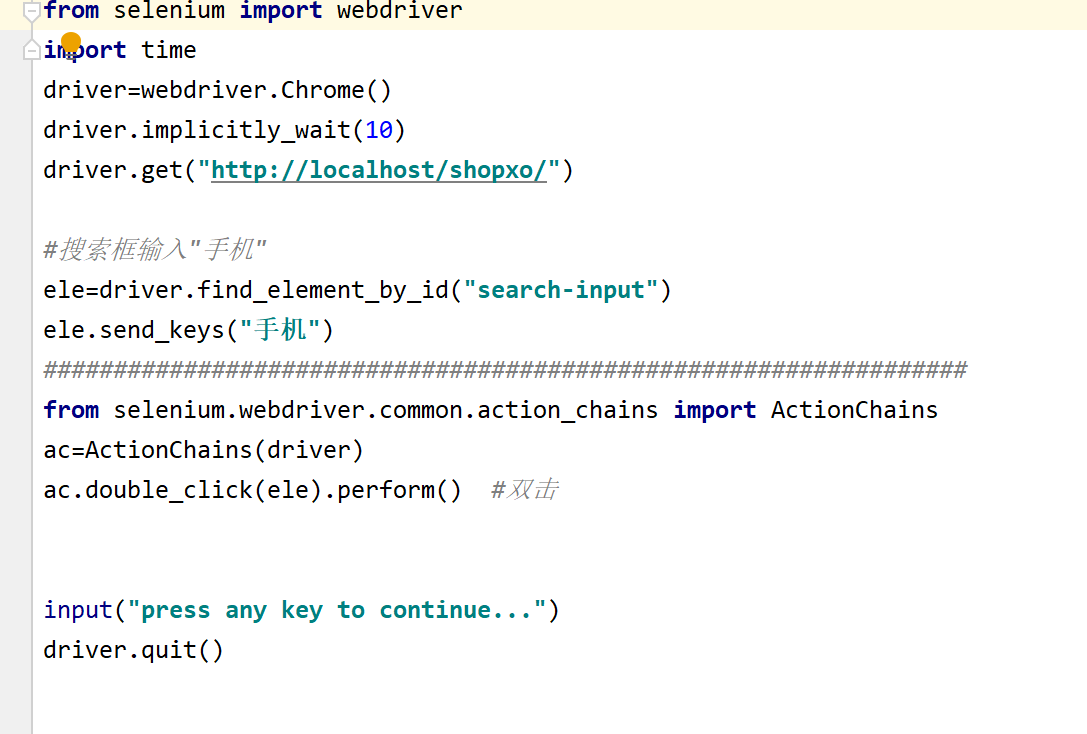 from selenium import webdriver
import time
driver=webdriver.Chrome()
driver.implicitly_wait(10)
driver.get("http://localhost/shopxo/")
#搜索框输入"手机"
ele=driver.find_element_by_id("search-input")
ele.send_keys("手机")
##################################################################
from selenium.webdriver.common.action_chains import ActionChains
ac=ActionChains(driver)
ac.double_click(ele).perform()  #双击
input("press any key to continue...")
driver.quit()